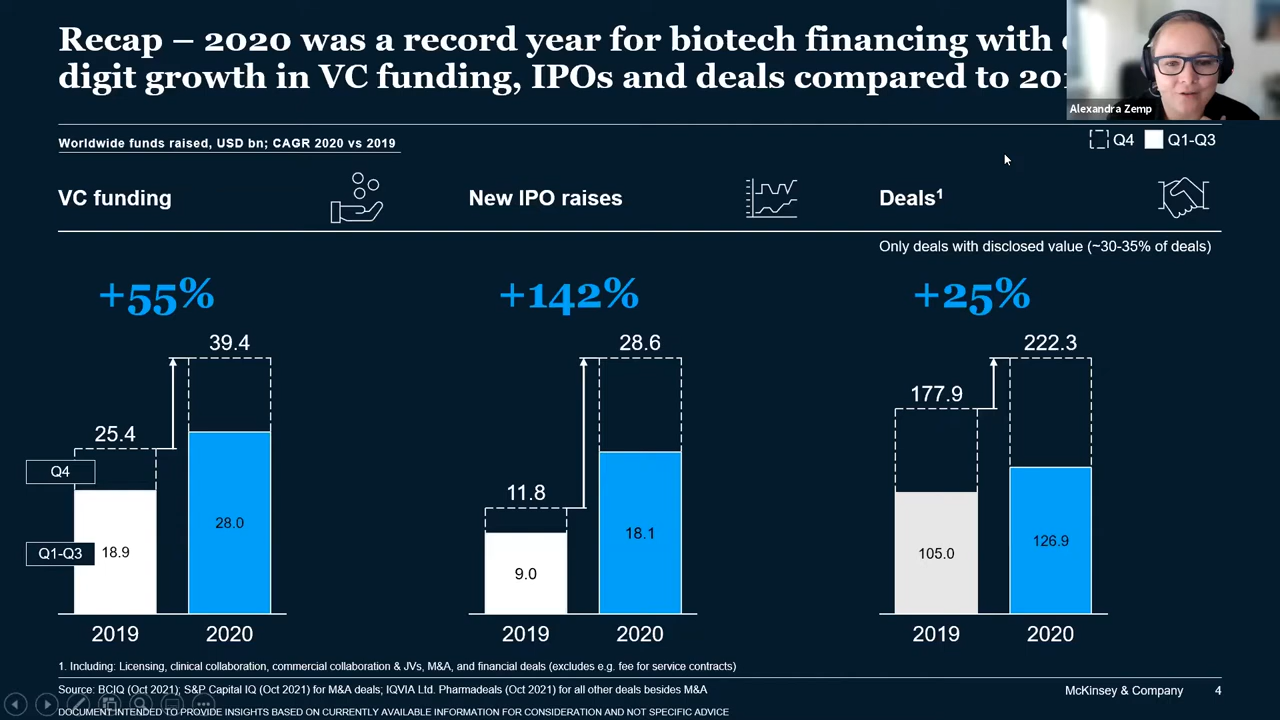 Recap – 2020 was a record year for biotech financing with
digit growth in VC funding, IPOs and deals compared to
Alexandra Zemp
Worldwide funds raised, USD bn; CAGR 2020 vs 2019
Q4 Q1-Q3
VC funding
New IPO raises
Deals¹
Only deals with disclosed value (~30-35% of deals)
+55%
+142%
+25%
39.4
28.6
222.3
177.9
25.4
11.8
Q4
28.0
18.1
126.9
Q1-Q3
18.9
9.0
105.0
2019 2020
2019 2020
2019 2020
1. Including: Licensing, clinical collaboration, commercial collaboration & JVs, M&A, and financial deals (excludes e.g. fee for service contracts)
Source: BCIQ (Oct 2021); S&P Capital IQ (Oct 2021) for M&A deals; IQVIA Ltd. Pharmadeals (Oct 2021) for all other deals besides M&A
McKinsey & Company 4
DOCUMENT INTENDED TO PROVIDE INSIGHTS BASED ON CURRENTLY AVAILABLE INFORMATION FOR CONSIDERATION AND NOT SPECIFIC ADVICE